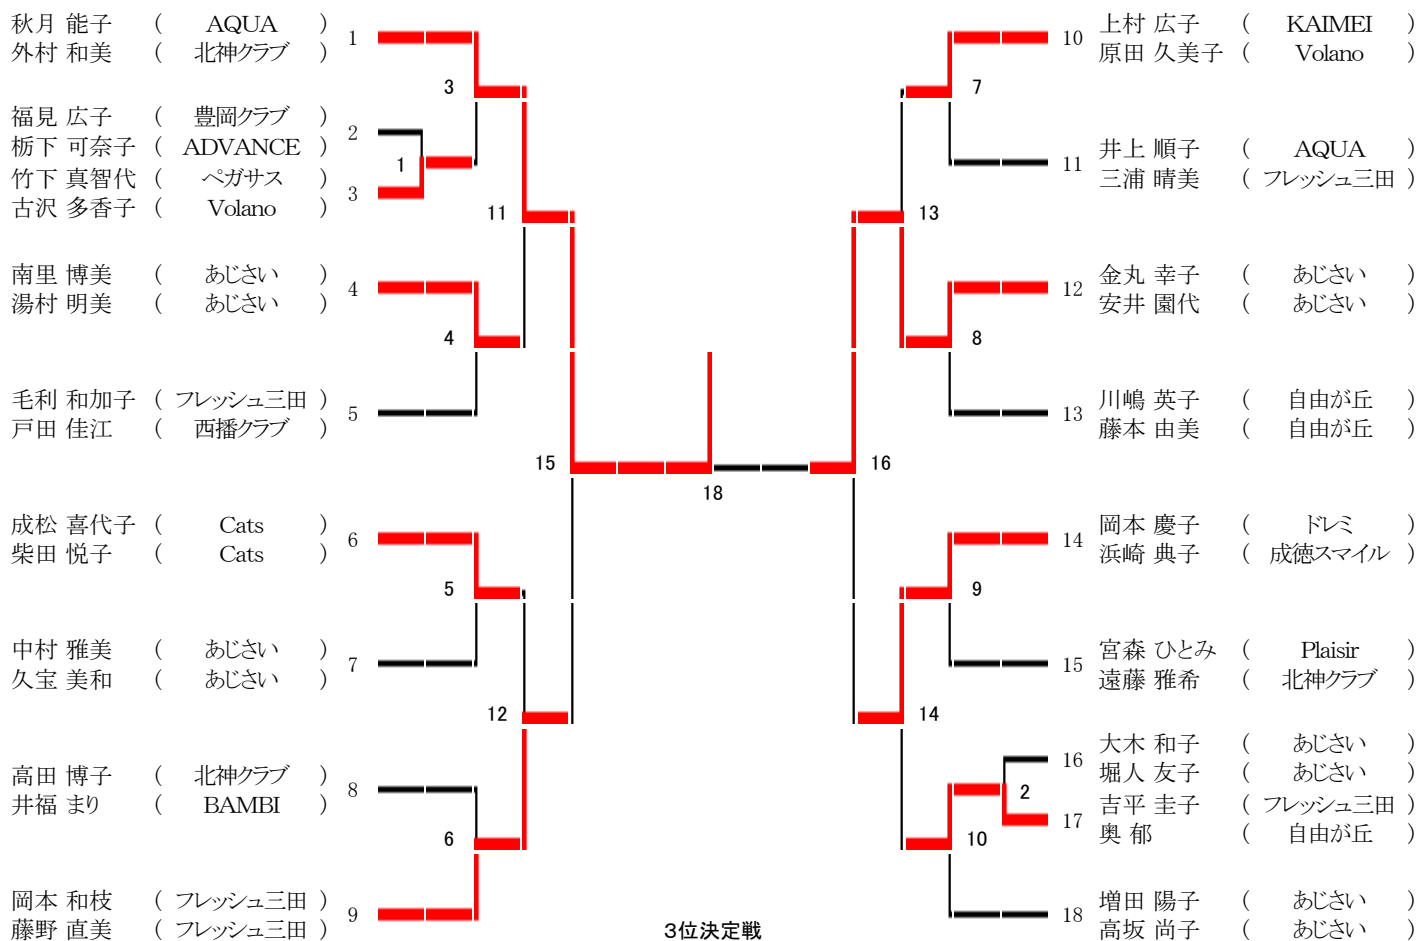 秋月 能子 ( AQUA )
外村 和美 ( 北神クラブ )
1
福見 広子 ( 豊岡クラブ )
栃下 可奈子 ( ADVANCE )
2
竹下 真智代 ( ペガサス )
古沢 多香子 ( Volano )
3
南里 博美 ( あじさい )
湯村 明美 ( あじさい )
4
毛利 和加子 ( フレッシュ三田 )
戸田 佳江 ( 西播クラブ )
5
成松 喜代子 ( Cats )
柴田 悦子 ( Cats )
6
中村 雅美 ( あじさい )
久宝 美和 ( あじさい )
7
高田 博子 ( 北神クラブ )
井福 まり ( BAMBI )
8
岡本 和枝 ( フレッシュ三田 )
藤野 直美 ( フレッシュ三田 )
9
3
1
11
4
15
5
12
6
18
7
13
8
16
9
14
2
10
10
上村 広子 ( KAIMEI )
原田 久美子 ( Volano )
11
井上 順子 ( AQUA )
三浦 晴美 ( フレッシュ三田 )
12
金丸 幸子 ( あじさい )
安井 園代 ( あじさい )
13
川嶋 英子 ( 自由が丘 )
藤本 由美 ( 自由が丘 )
14
岡本 慶子 ( ドレミ )
浜崎 典子 ( 成徳スマイル )
15
宮森 ひとみ ( Plaisir )
遠藤 雅希 ( 北神クラブ )
16
大木 和子 ( あじさい )
堀人 友子 ( あじさい )
17
吉平 圭子 ( フレッシュ三田 )
奥 郁 ( 自由が丘 )
18
増田 陽子 ( あじさい )
高坂 尚子 ( あじさい )
3位決定戦